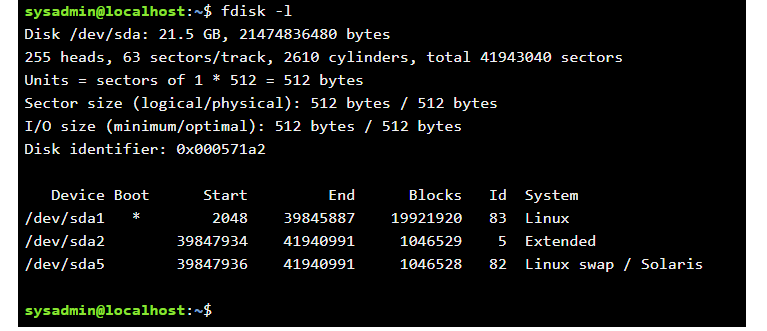 sysadmin@localhost:~$ fdisk -l
Disk /dev/sda: 21.5 GB, 21474836480 bytes
255 heads, 63 sectors/track, 2610 cylinders, total 41943040 sectors
Units = sectors of 1 * 512 = 512 bytes
Sector size (logical/physical): 512 bytes / 512 bytes
I/O size (minimum/optimal): 512 bytes / 512 bytes
Disk identifier: 0x000571a2
   Device Boot      Start         End      Blocks   Id  System
/dev/sda1   *        2048    39845887    19921920   83  Linux
/dev/sda2        39847934    41940991     1046529    5  Extended
/dev/sda5        39847936    41940991     1046528   82  Linux swap / Solaris
sysadmin@localhost:~$